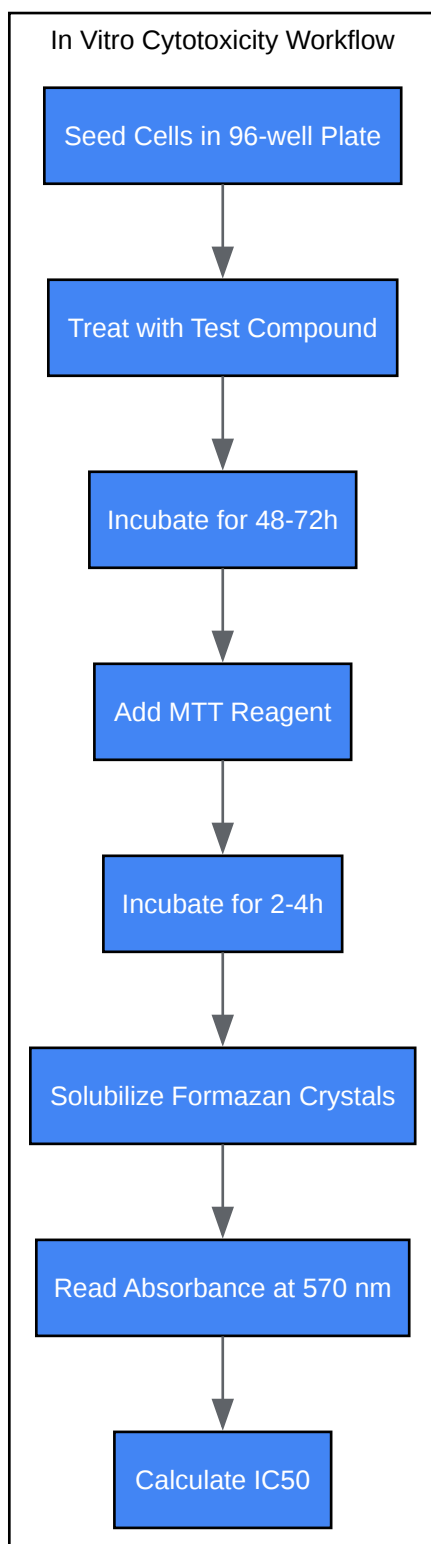 In Vitro Cytotoxicity Workflow
Seed Cells in 96-well Plate
Treat with Test Compound
Incubate for 48-72h
Add MTT Reagent
Incubate for 2-4h
Solubilize Formazan Crystals
Read Absorbance at 570 nm
Calculate IC50